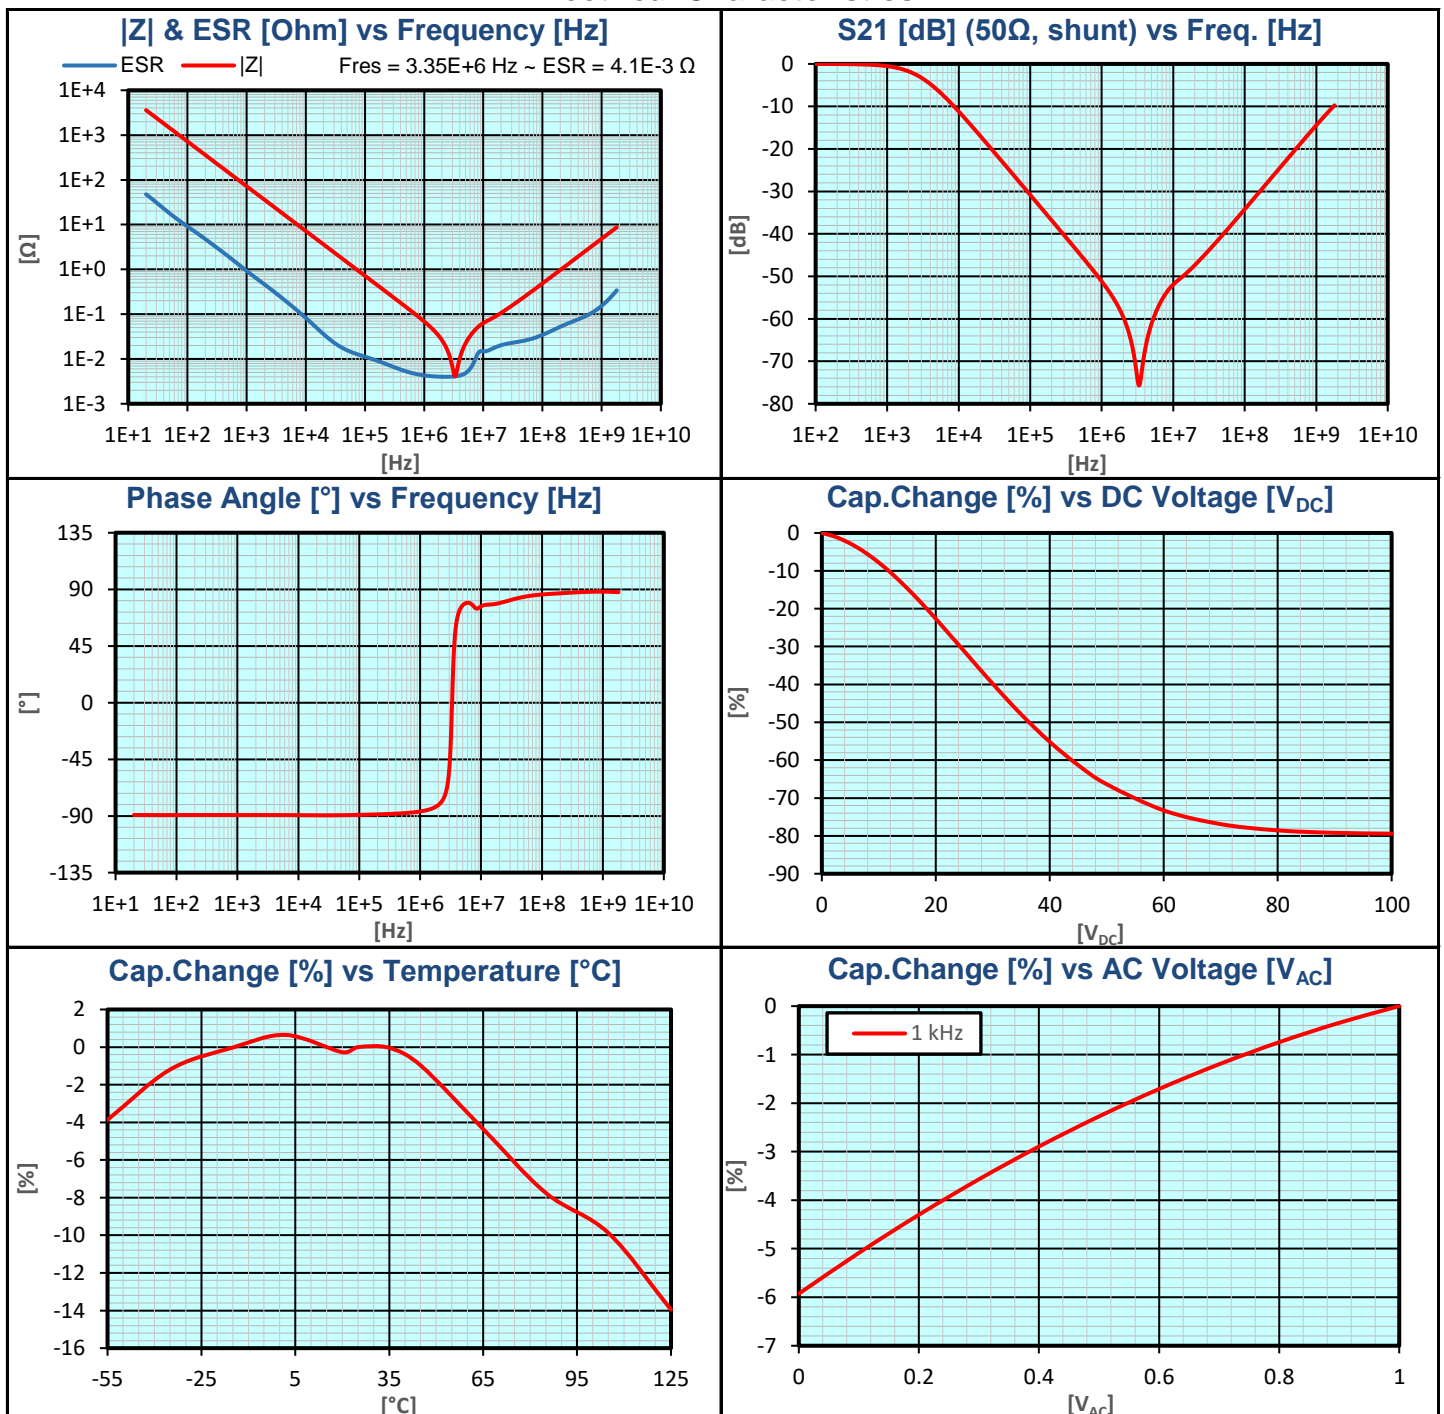 |Z| & ESR [Ohm] vs Frequency [Hz]
ESR |Z| Fres = 3.35E+6 Hz ~ ESR = 4.1E-3 Ω
1E+4
1E+3
1E+2
1E+1
1E+0
1E-1
1E-2
1E-3
[Ω]
1E+1 1E+2 1E+3 1E+4 1E+5 1E+6 1E+7 1E+8 1E+9 1E+10
[Hz]
S21 [dB] (50Ω, shunt) vs Freq. [Hz]
0
-10
-20
-30
-40
-50
-60
-70
-80
[dB]
1E+2 1E+3 1E+4 1E+5 1E+6 1E+7 1E+8 1E+9 1E+10
[Hz]
Phase Angle [°] vs Frequency [Hz]
135
90
45
0
-45
-90
-135
[°]
1E+1 1E+2 1E+3 1E+4 1E+5 1E+6 1E+7 1E+8 1E+9 1E+10
[Hz]
Cap.Change [%] vs DC Voltage [VDC]
0
-10
-20
-30
-40
-50
-60
-70
-80
-90
[%]
0 20 40 60 80 100
[VDC]
Cap.Change [%] vs Temperature [°C]
2
0
-2
-4
-6
-8
-10
-12
-14
-16
[%]
-55 -25 5 35 65 95 125
[°C]
Cap.Change [%] vs AC Voltage [VAC]
1 kHz
0
-1
-2
-3
-4
-5
-6
-7
[%]
0 0.2 0.4 0.6 0.8 1
[VAC]